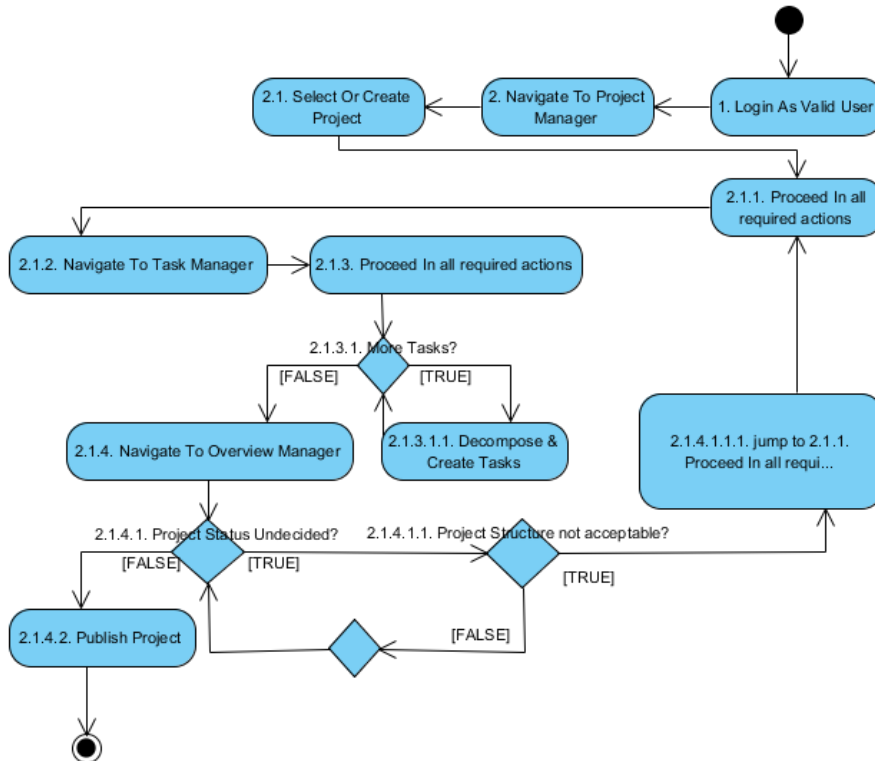 2.1. Select Or Create
Project
2. Navigate To Project
Manager
1. Login As Valid User
2.1.1. Proceed In all
required actions
2.1.2. Navigate To Task Manager
2.1.3. Proceed In all required actions
2.1.3.1. More Tasks?
[FALSE]
[TRUE]
2.1.4. Navigate To Overview Manager
2.1.3.1.1. Decompose &
Create Tasks
2.1.4.1.1.1. jump to 2.1.1.
Proceed In all requi...
2.1.4.1. Project Status Undecided?
[FALSE]
[TRUE]
2.1.4.1.1. Project Structure not acceptable?
[TRUE]
[FALSE]
2.1.4.2. Publish Project